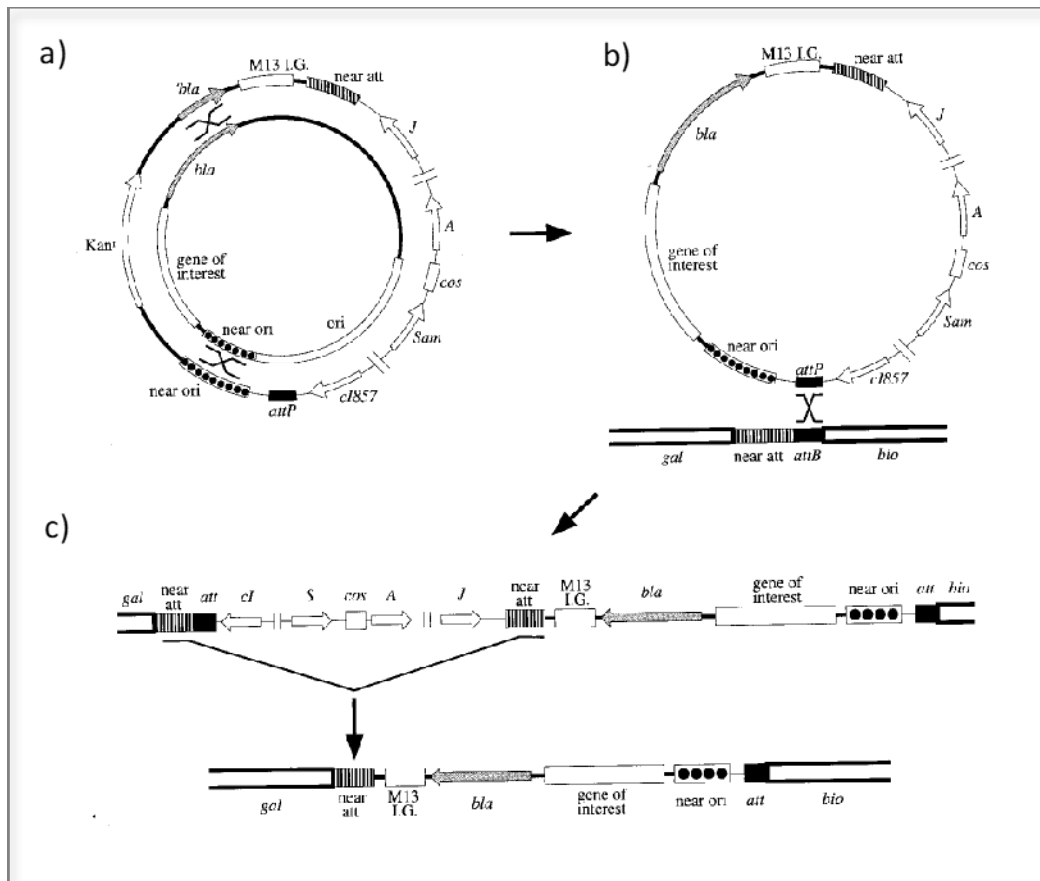 a)
M13 I.G.
near att
'bla
J
bla
Kanr
A
gene of
interest
cos
near ori
ori
Sam
near ori
cI857
attP
b)
M13 I.G.
near att
J
bla
A
gene of
interest
cos
Sam
near ori
attP
cI857
gal
near att
attB
bio
c)
gal
near
att
att
cI
S
cos
A
J
near
att
M13
I.G.
bla
gene of
interest
near ori
att
bio
gal
near
att
M13
I.G.
bla
gene of
interest
near ori
att
bio